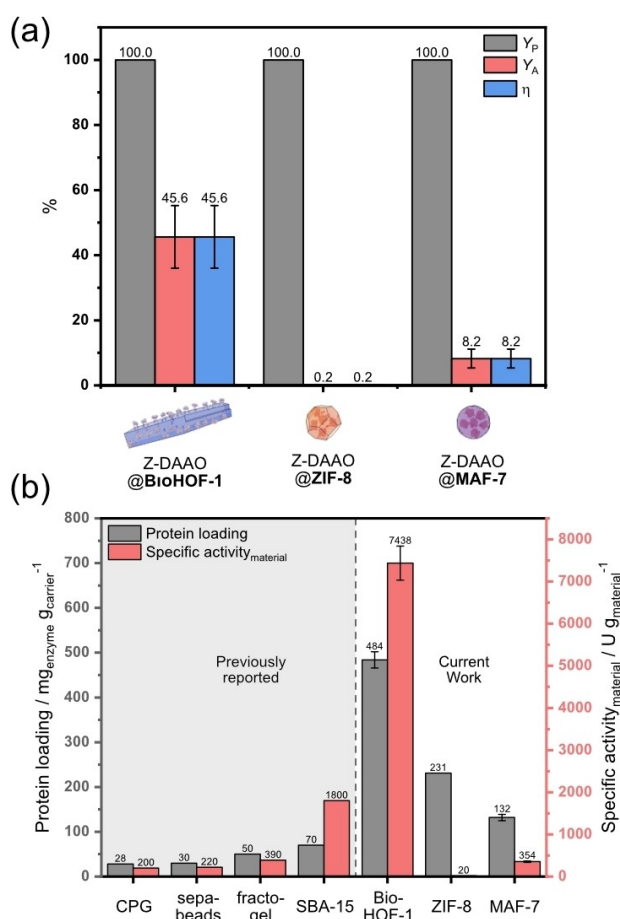 (a)
Y_P
Y_A
η
100.0 100.0 100.0
45.6 45.6
0.2 0.2
8.2 8.2
100
80
60
40
20
0
%
Z-DAAO Z-DAAO Z-DAAO
@BIOHOF-1 @ZIF-8 @MAF-7
(b)
Protein loading
Specific activity_material
Previously
reported
Current
Work
800
700
600
500
400
300
200
100
0
Protein loading / mg_enzyme g_carrier^-1
8000
7000
6000
5000
4000
3000
2000
1000
0
Specific activity_material / U g_material^-1
28 200 30 220 50 390 70 1800 484 7438 231 20 132 354
CPG sepa- fracto- SBA-15 Bio- ZIF-8 MAF-7
beads gel HOF-1